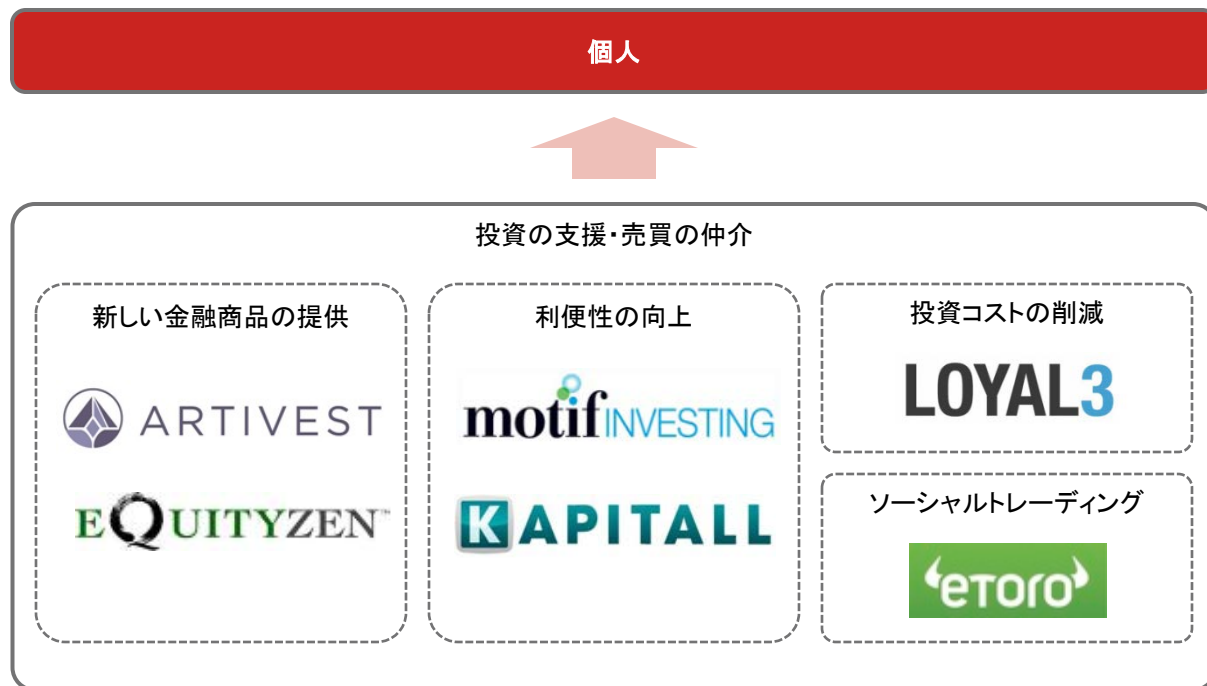 個人
投資の支援・売買の仲介
新しい金融商品の提供
ARTIVEST
EQUITYZEN™
利便性の向上
motif INVESTING
KAPITALL
投資コストの削減
LOYAL3
ソーシャルトレーディング
eToro